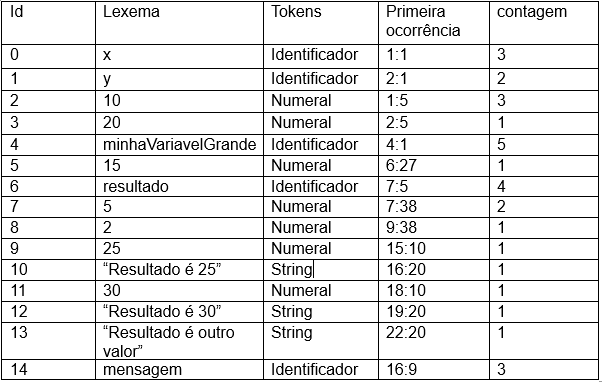 Id Lexema Tokens Primeira ocorrência contagem
0 x Identificador 1:1 3
1 y Identificador 2:1 2
2 10 Numeral 1:5 3
3 20 Numeral 2:5 1
4 minhaVariavelGrande Identificador 4:1 5
5 15 Numeral 6:27 1
6 resultado Identificador 7:5 4
7 5 Numeral 7:38 2
8 2 Numeral 9:38 1
9 25 Numeral 15:10 1
10 “Resultado é 25” String 16:20 1
11 30 Numeral 18:10 1
12 “Resultado é 30” String 19:20 1
13 “Resultado é outro valor” String 22:20 1
14 mensagem Identificador 16:9 3